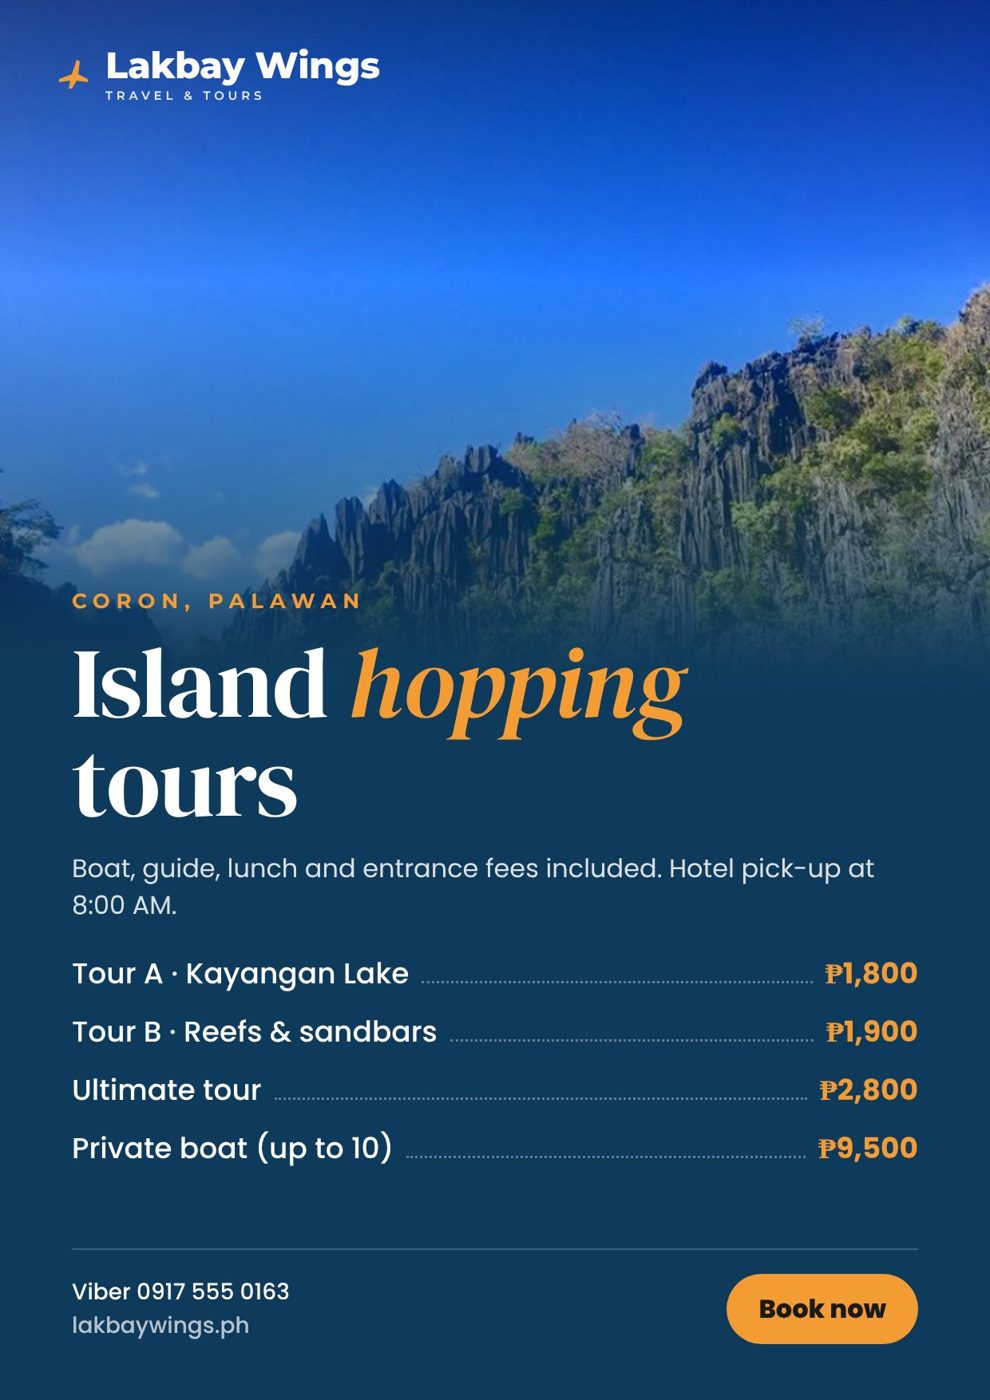 Lakbay Wings
TRAVEL & TOURS
CORON, PALAWAN
Island hopping
tours
Boat, guide, lunch and entrance fees included. Hotel pick-up at
8:00 AM.
Tour A · Kayangan Lake ₱1,800
Tour B · Reefs & sandbars ₱1,900
Ultimate tour ₱2,800
Private boat (up to 10) ₱9,500
Viber 0917 555 0163
lakbaywings.ph
Book now